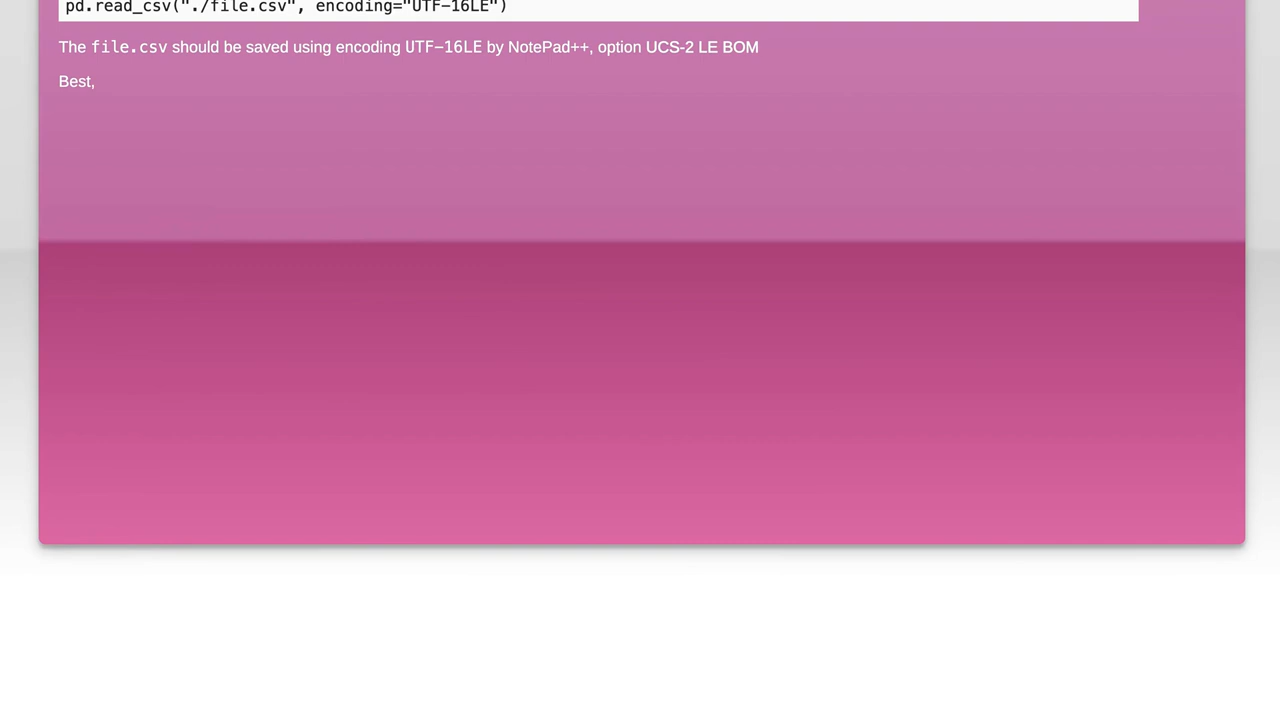 pd.read_csv("./file.csv", encoding="UTF-16LE")
The file.csv should be saved using encoding UTF-16LE by NotePad++, option UCS-2 LE BOM
Best,